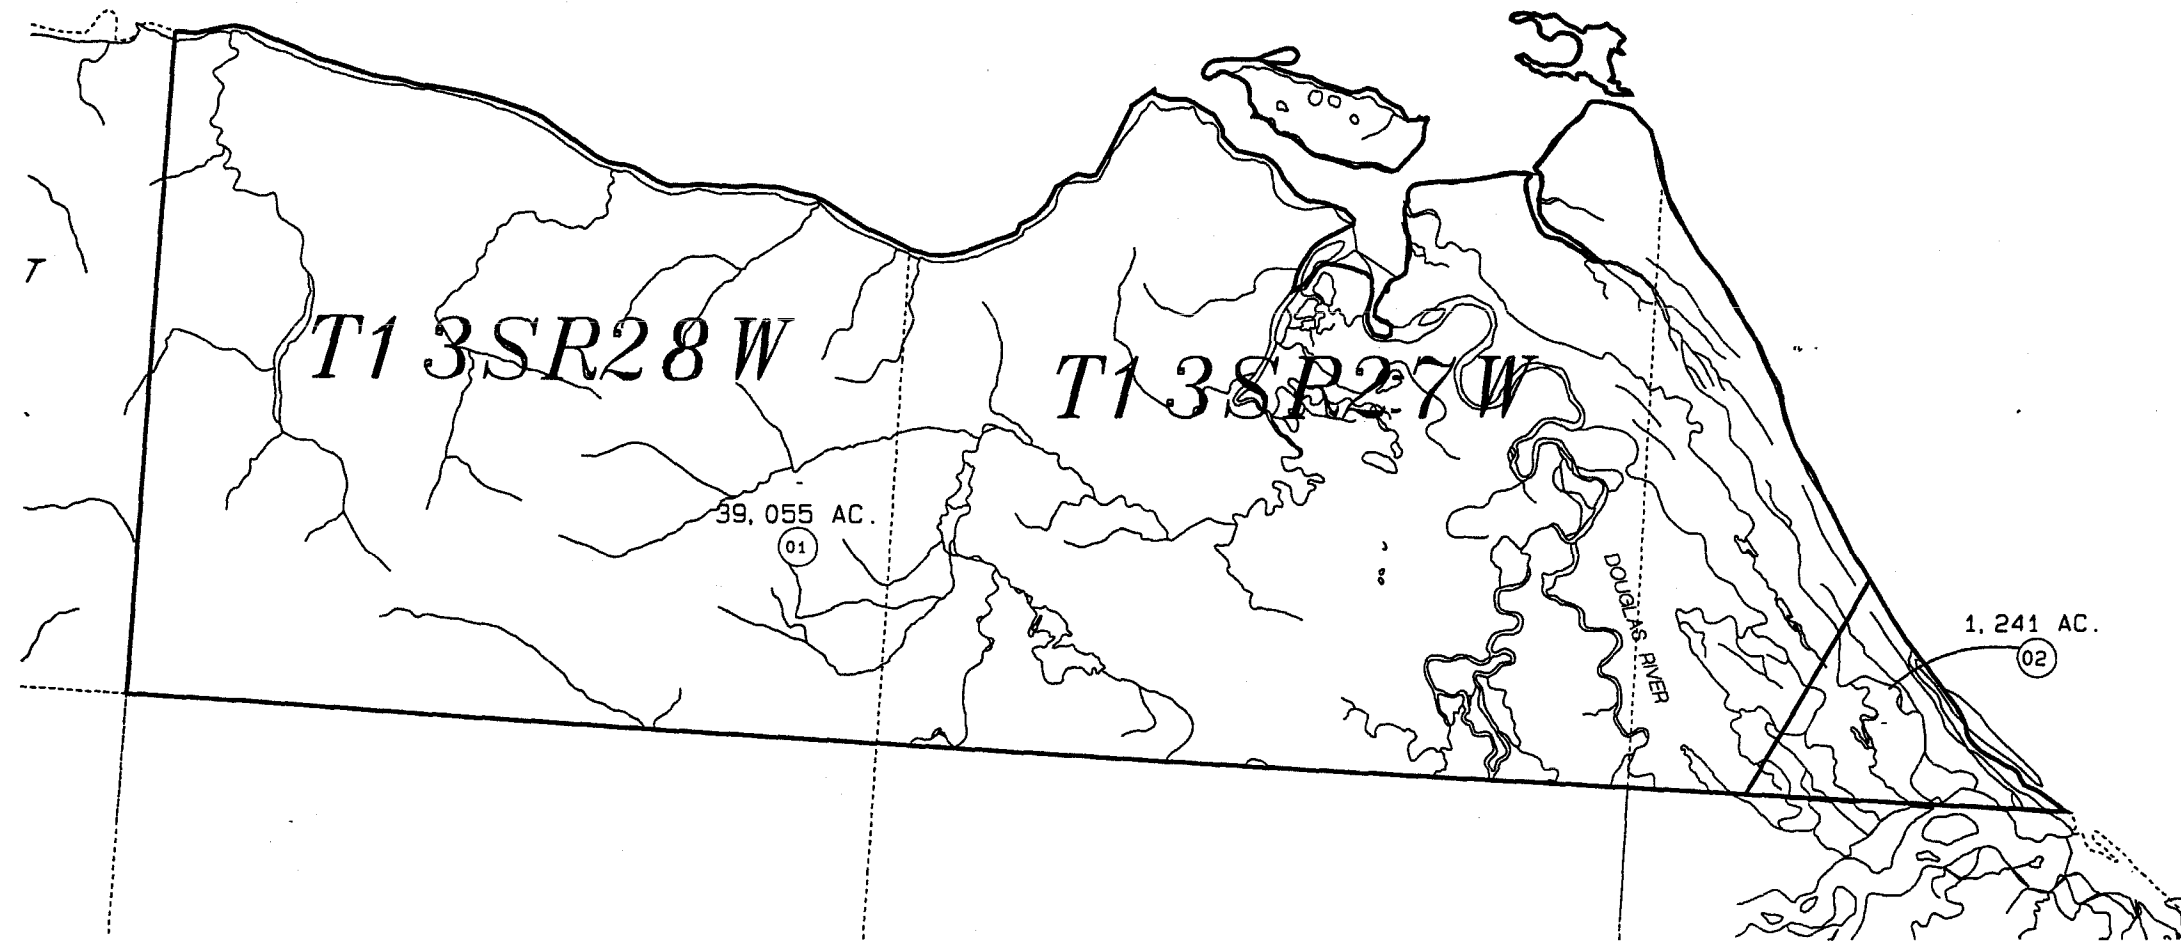 T
T13SR28W
T13SR27W
39,055 AC.
01
DOUGLAS RIVER
1,241 AC.
02